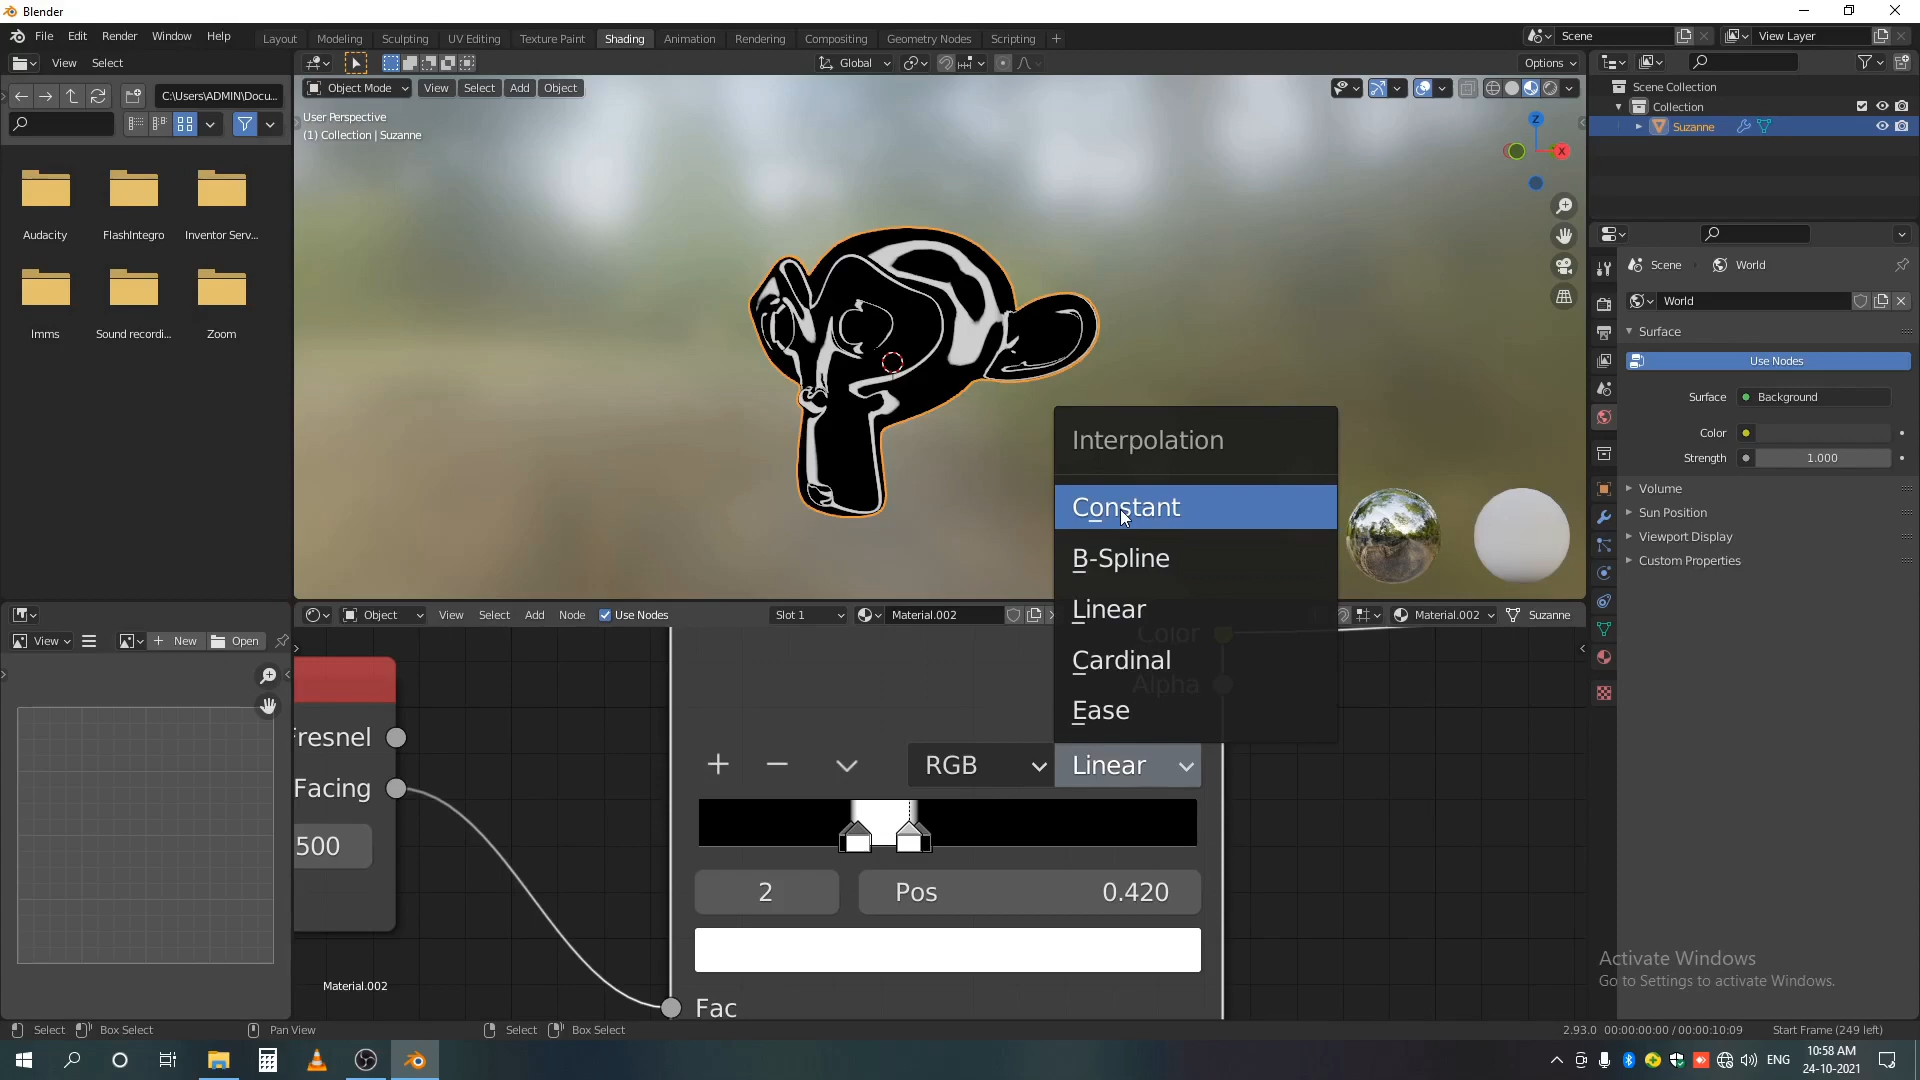 Blender
File Edit Render Window Help
Layout Modeling Sculpting UV Editing Texture Paint Shading Animation Rendering Compositing Geometry Nodes Scripting +
Scene
View Layer
View Select
Global
Options
C:\Users\ADMIN\Docu...
Object Mode View Select Add Object
User Perspective
(1) Collection | Suzanne
Z
X
Scene Collection
Collection
Suzanne
Audacity FlashIntegro Inventor Serv...
Imms Sound recordi... Zoom
Scene World
World
Surface
Use Nodes
Surface Background
Color
Strength 1.000
Volume
Sun Position
Viewport Display
Custom Properties
Interpolation
Constant
B-Spline
Linear
Cardinal
Ease
Object View Select Add Node Use Nodes Slot 1 Material.002
Material.002 Suzanne
View New Open
Color
Alpha
Fresnel
Facing
500
RGB Linear
2 Pos 0.420
Fac
Material.002
Activate Windows
Go to Settings to activate Windows.
Select Box Select Pan View Select Box Select
2.93.0 00:00:00:00 / 00:00:10:09 Start Frame (249 left)
ENG
10:58 AM
24-10-2021